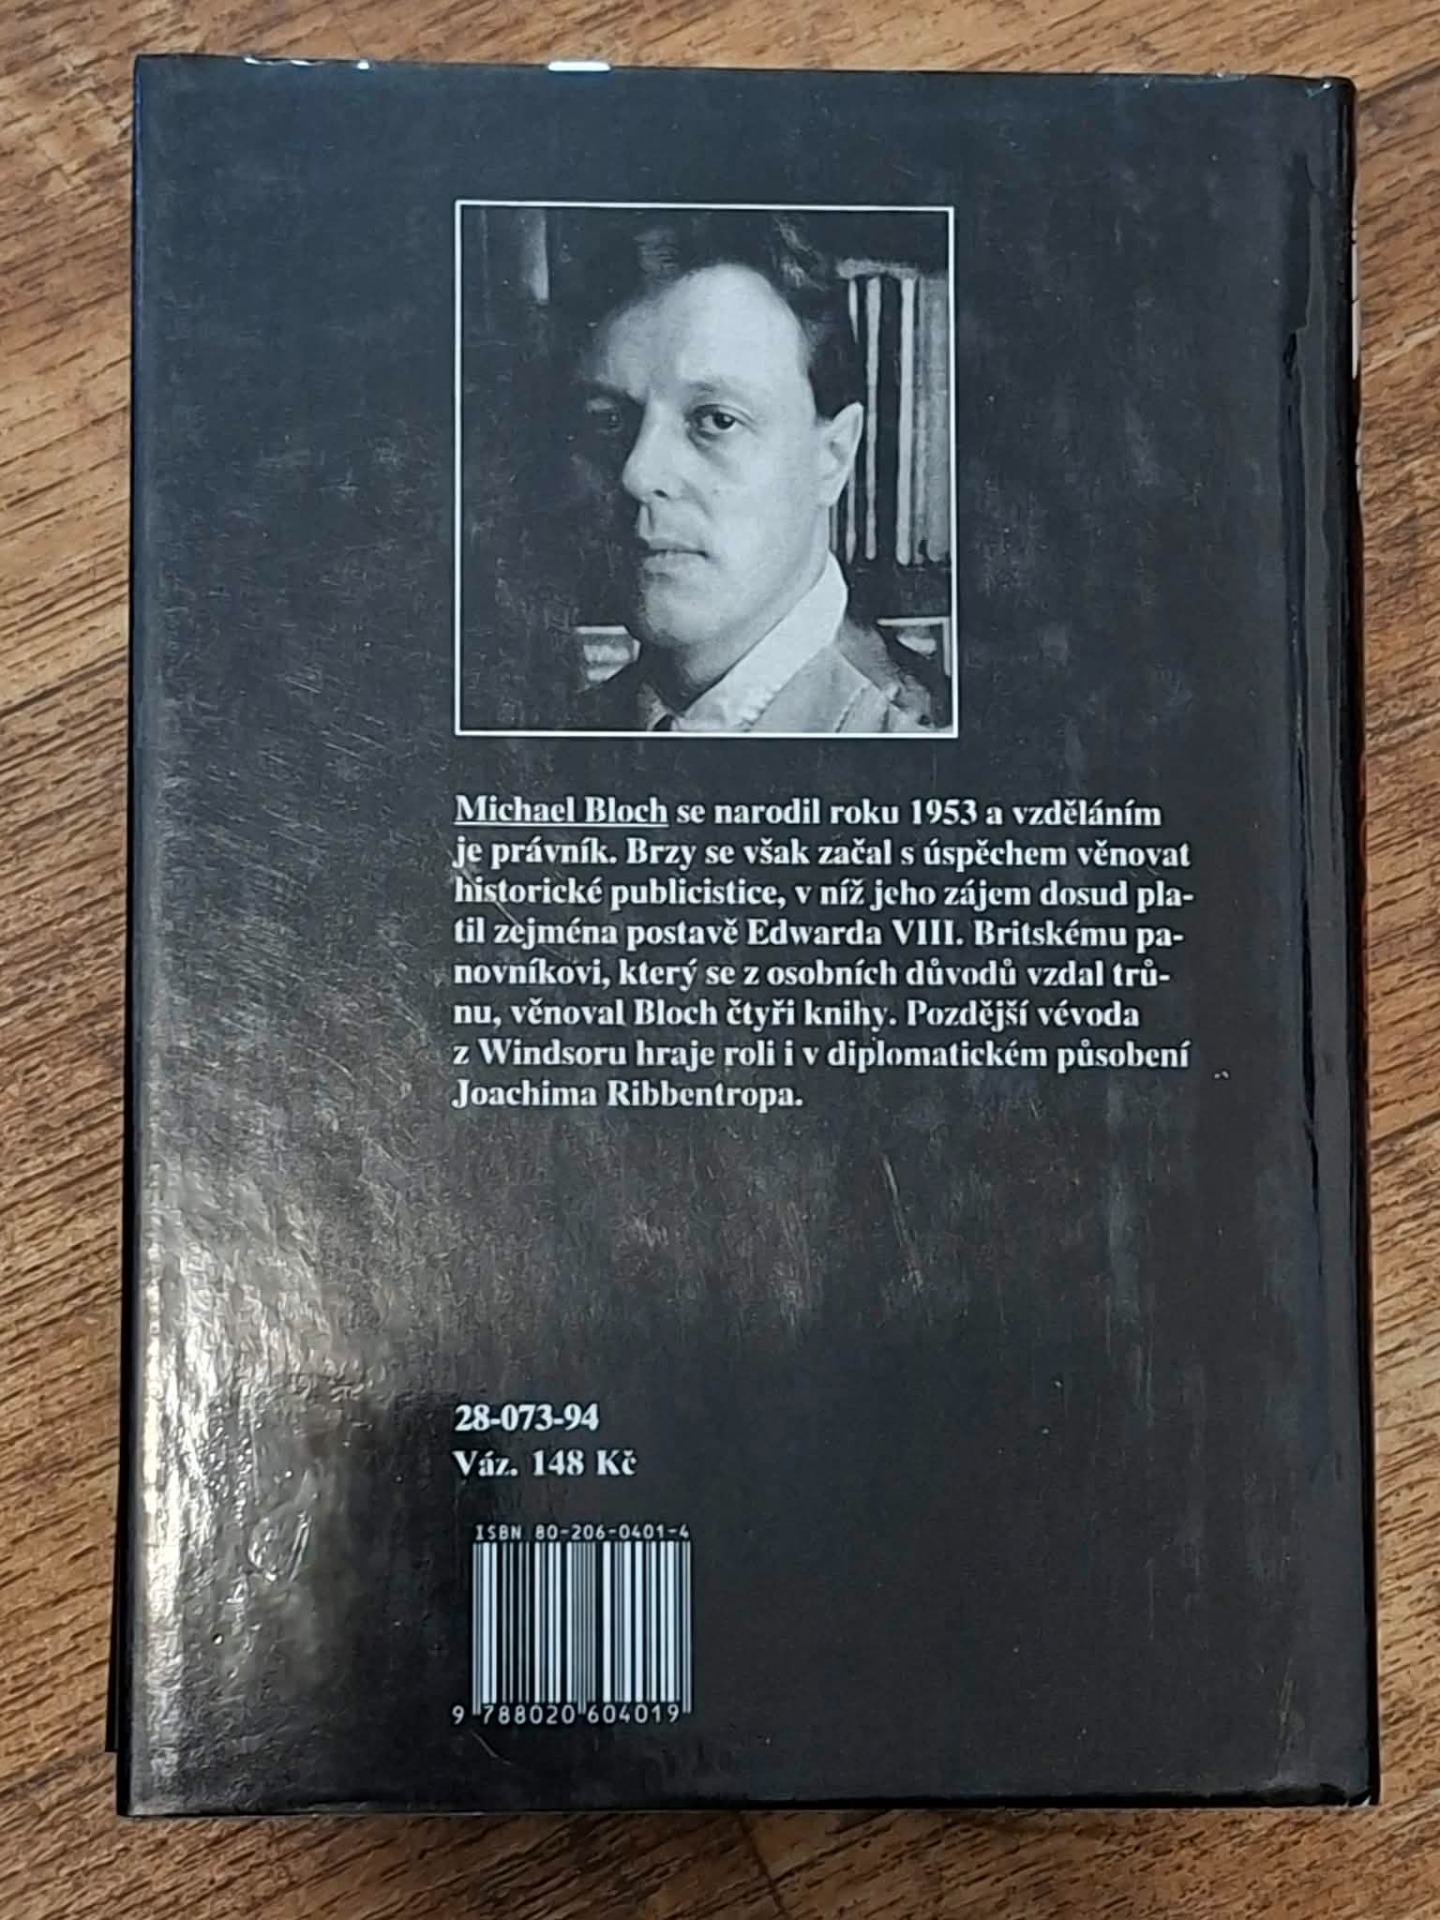 Michael Bloch se narodil roku 1953 a vzděláním
je právník. Brzy se však začal s úspěchem věnovat
historické publicistice, v níž jeho zájem dosud pla-
til zejména postavě Edwarda VIII. Britskému pa-
novníkovi, který se z osobních důvodů vzdal trů-
nu, věnoval Bloch čtyři knihy. Pozdější vévoda
z Windsoru hraje roli i v diplomatickém působení
Joachima Ribbentropa.
28-073-94
Váz. 148 Kč
ISBN 80-206-0401-4
9 788020 604019